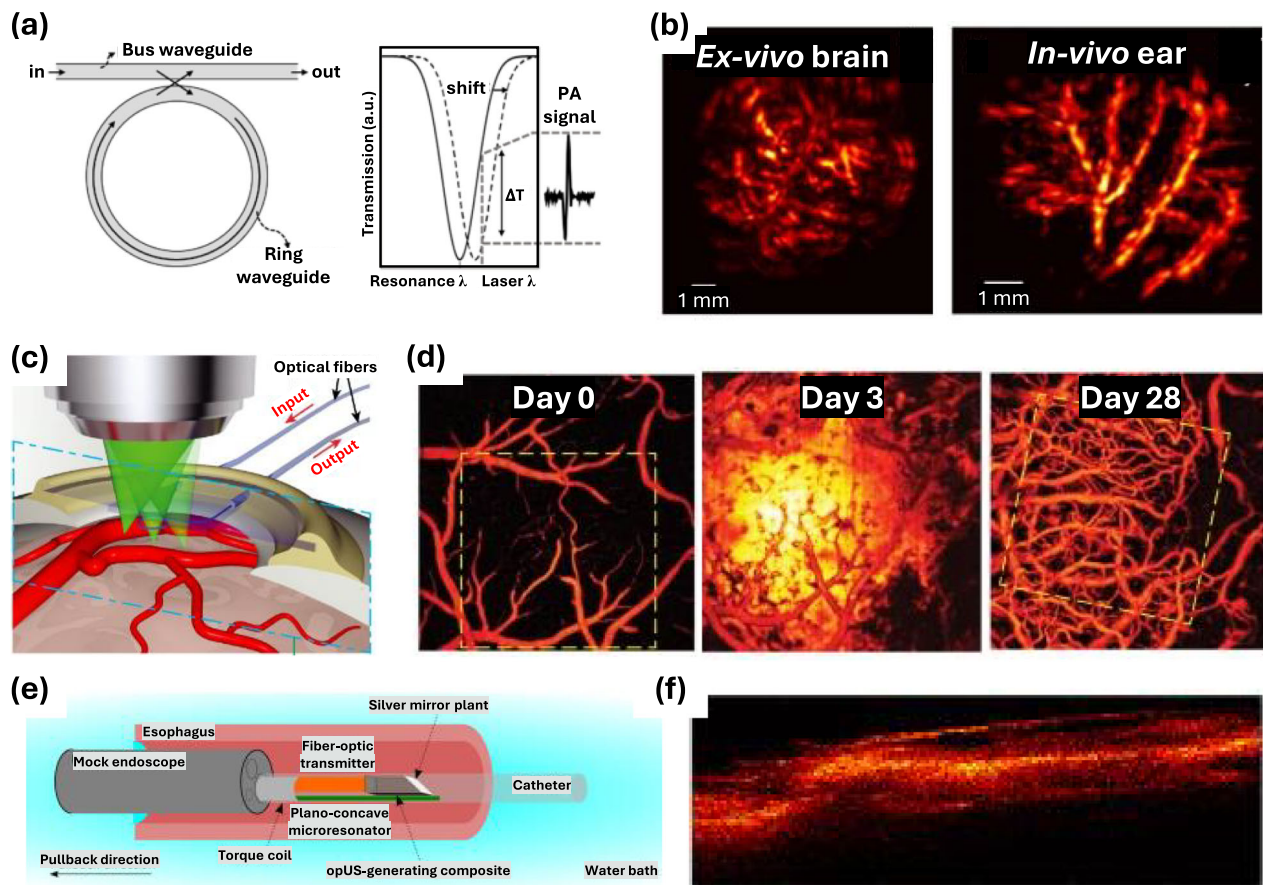 (a)
Bus waveguide
in
out
Ring
waveguide
Transmission (a.u.)
shift
ΔT
PA
signal
Resonance λ
Laser λ
(b)
Ex-vivo brain
1 mm
In-vivo ear
1 mm
(c)
Optical fibers
Input
Output
(d)
Day 0
Day 3
Day 28
(e)
Silver mirror plant
Esophagus
Mock endoscope
Fiber-optic
transmitter
Catheter
Plano-concave
microresonator
Torque coil
Pullback direction
opUS-generating composite
Water bath
(f)